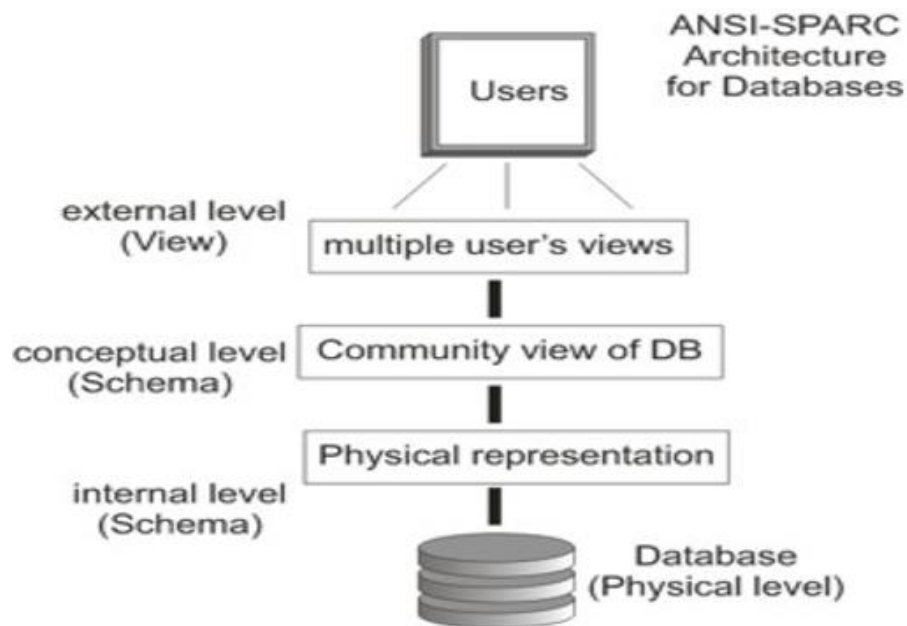 ANSI-SPARC
Architecture
for Databases
Users
external level
(View)
multiple user's views
conceptual level
(Schema)
Community view of DB
Physical representation
internal level
(Schema)
Database
(Physical level)